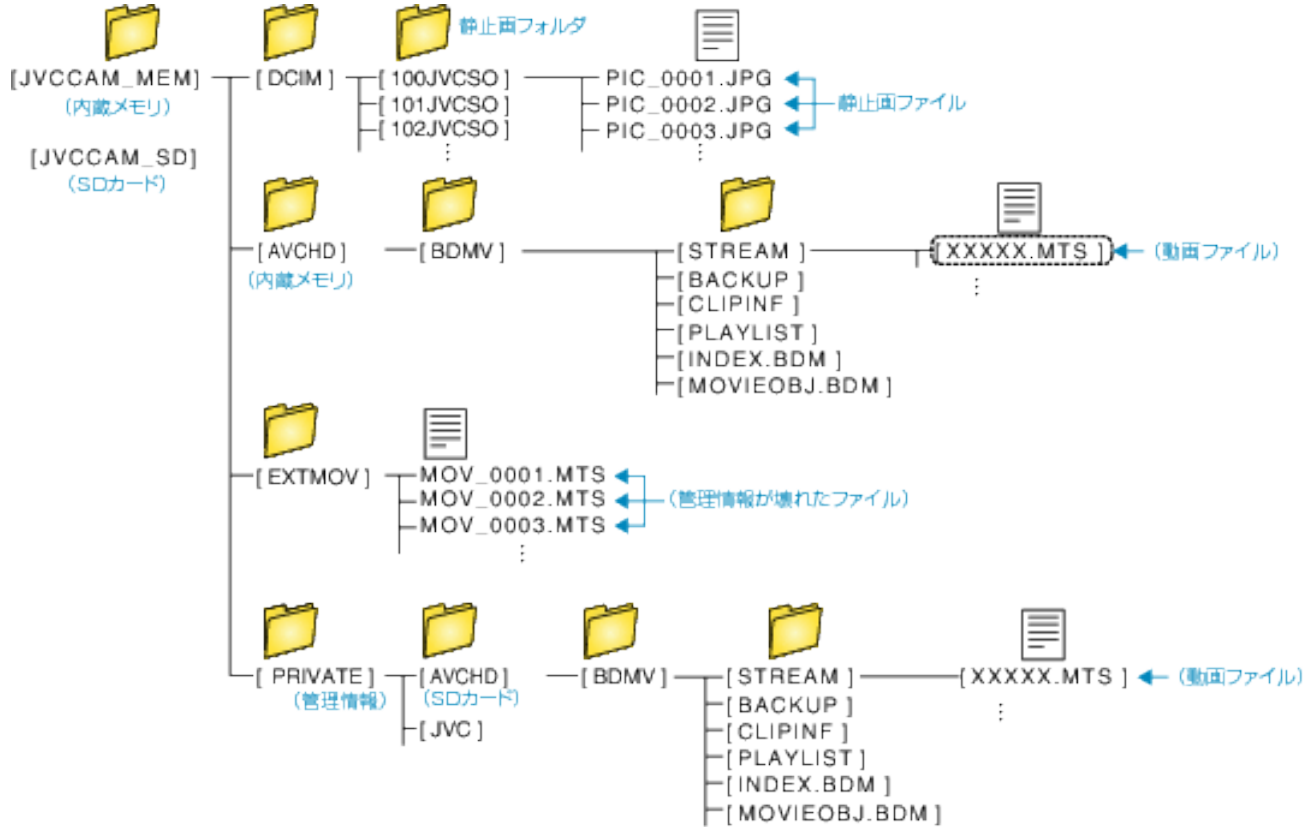 静止画フォルダ
[JVCCAM_MEM] [DCIM] [100JVCSO] PIC_0001.JPG
(内蔵メモリ) [101JVCSO] PIC_0002.JPG 静止画ファイル
[102JVCSO] PIC_0003.JPG
[JVCCAM_SD]
(SDカード)
[AVCHD] [BDMV] [STREAM] [XXXXX.MTS] (動画ファイル)
(内蔵メモリ) [BACKUP]
[CLIPINF]
[PLAYLIST]
[INDEX.BDM]
[MOVIEOBJ.BDM]
[EXTMOV] MOV_0001.MTS
MOV_0002.MTS (管理情報が壊れたファイル)
MOV_0003.MTS
[PRIVATE] [AVCHD] [BDMV] [STREAM] [XXXXX.MTS] (動画ファイル)
(管理情報) (SDカード) [BACKUP]
[JVC] [CLIPINF]
[PLAYLIST]
[INDEX.BDM]
[MOVIEOBJ.BDM]